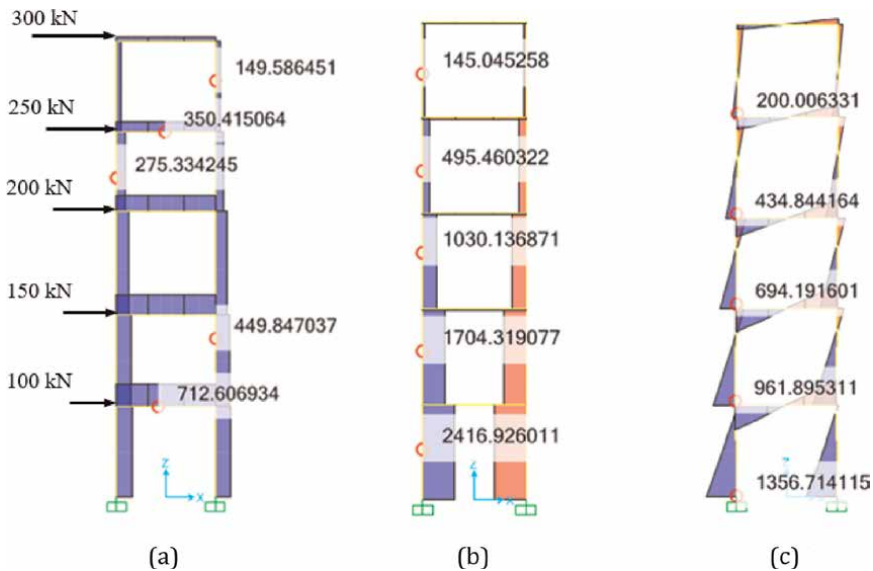 300 kN
149.586451
250 kN
350.415064
275.334245
200 kN
150 kN
449.847037
100 kN
712.606934
Z
X
(a)
145.045258
495.460322
1030.136871
1704.319077
2416.926011
Z
X
(b)
200.006331
434.844164
694.191601
961.895311
1356.714115
Z
(c)